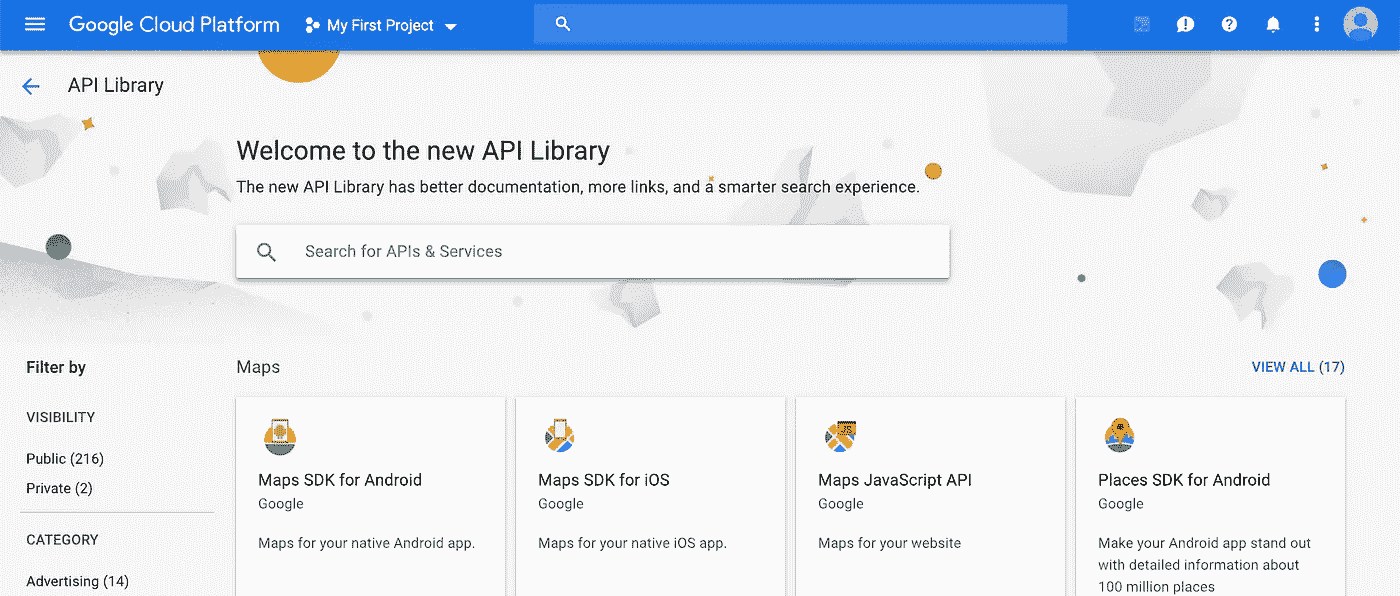 Google Cloud Platform
My First Project
API Library
Welcome to the new API Library
The new API Library has better documentation, more links, and a smarter search experience.
Search for APIs & Services
Filter by
VISIBILITY
Public (216)
Private (2)
CATEGORY
Advertising (14)
Maps
VIEW ALL (17)
Maps SDK for Android
Google
Maps for your native Android app.
Maps SDK for iOS
Google
Maps for your native iOS app.
JS
Maps JavaScript API
Google
Maps for your website
Places SDK for Android
Google
Make your Android app stand out
with detailed information about
100 million places